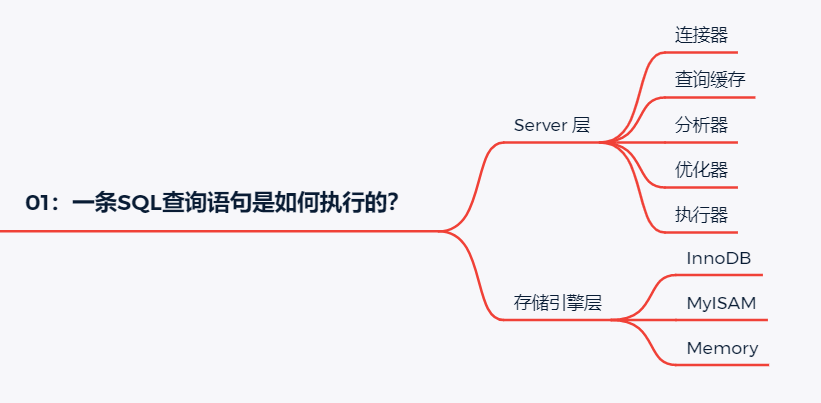 01：一条SQL查询语句是如何执行的？
Server 层
连接器
查询缓存
分析器
优化器
执行器
存储引擎层
InnoDB
MyISAM
Memory